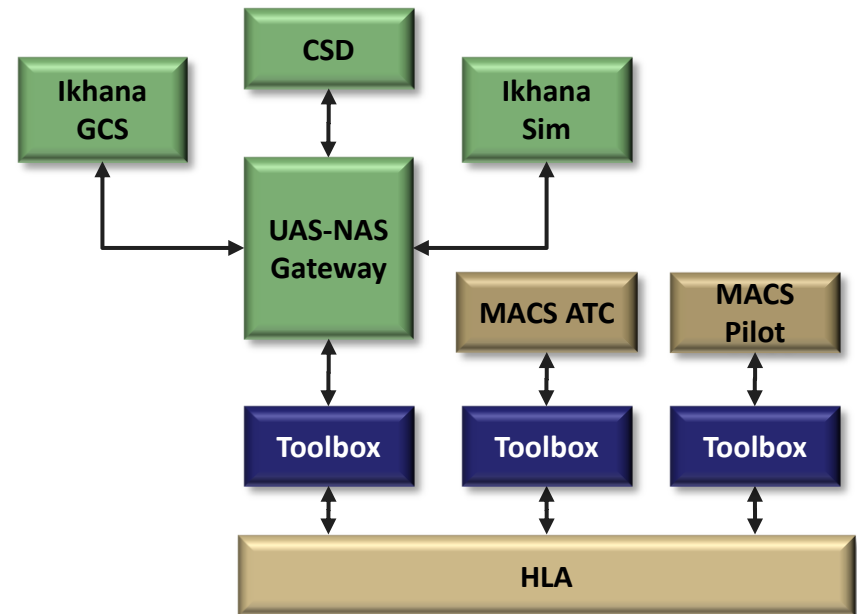 CSD
Ikhana
GCS
Ikhana
Sim
UAS-NAS
Gateway
MACS ATC
MACS
Pilot
Toolbox
Toolbox
Toolbox
HLA